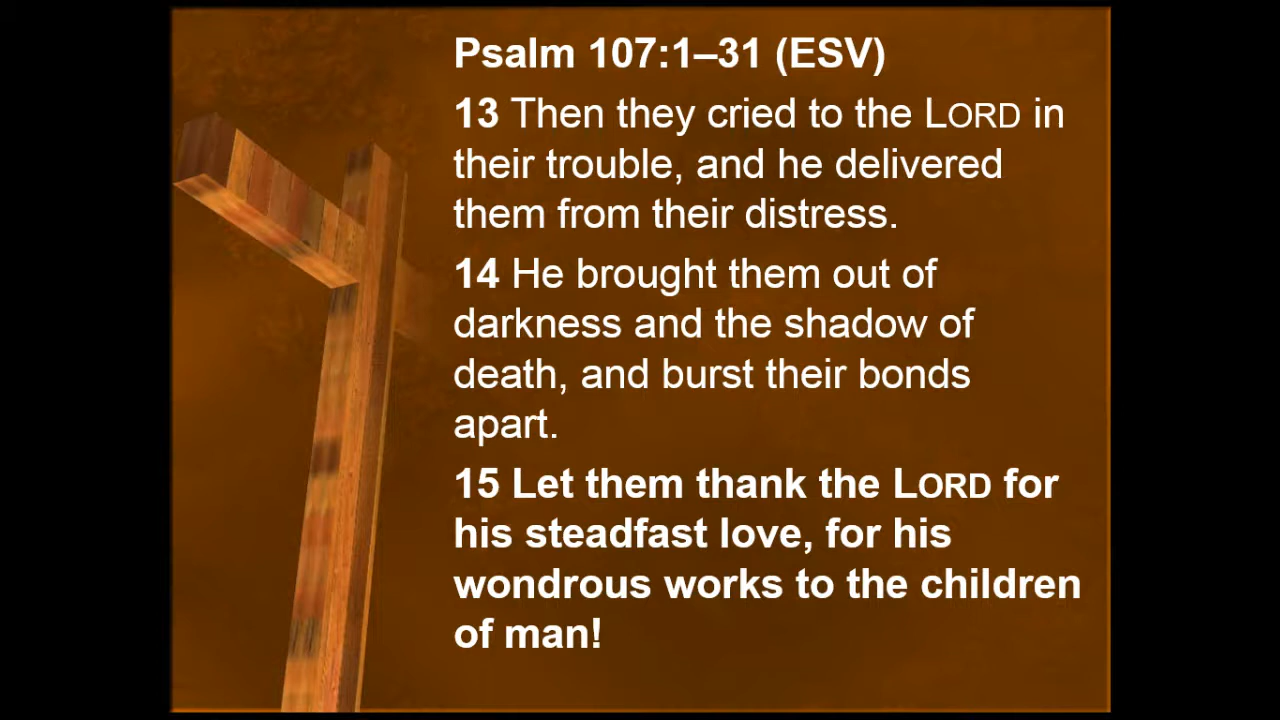 Psalm 107:1–31 (ESV)
13 Then they cried to the LORD in
their trouble, and he delivered
them from their distress.
14 He brought them out of
darkness and the shadow of
death, and burst their bonds
apart.
15 Let them thank the LORD for
his steadfast love, for his
wondrous works to the children
of man!